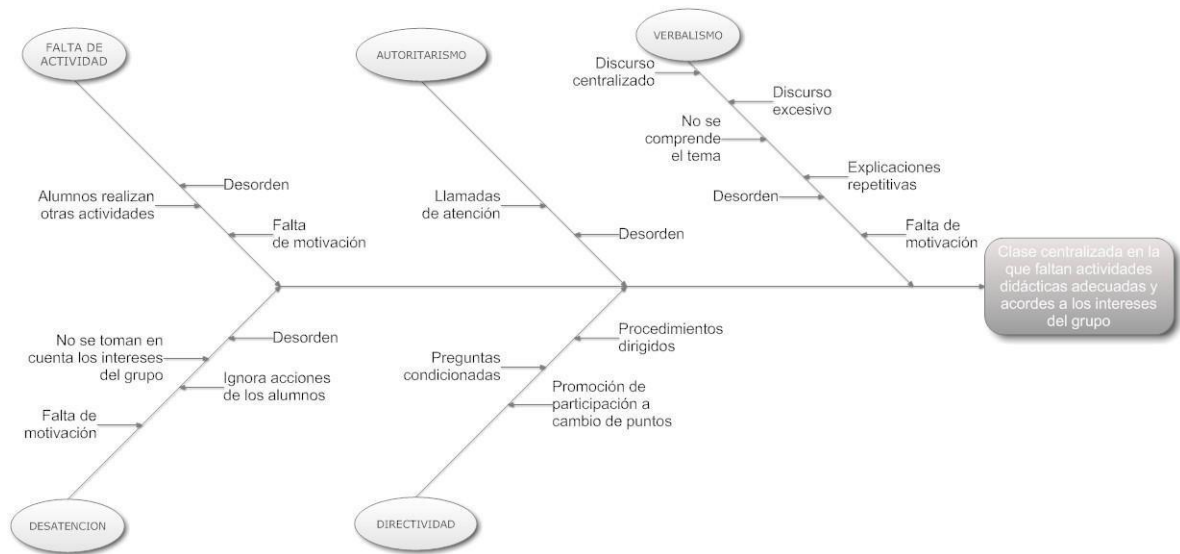 FALTA DE
ACTIVIDAD
Desorden
Alumnos realizan
otras actividades
Falta
de motivación
AUTORITARISMO
Llamadas
de atención
Desorden
VERBALISMO
Discurso
centralizado
Discurso
excesivo
No se
comprende
el tema
Explicaciones
repetitivas
Desorden
Falta de
motivación
Clase centralizada en la
que faltan actividades
didácticas adecuadas y
acordes a los intereses
del grupo
Desorden
No se toman en
cuenta los intereses
del grupo
Ignora acciones
de los alumnos
Falta de
motivación
DESATENCION
Procedimientos
dirigidos
Preguntas
condicionadas
Promoción de
participación a
cambio de puntos
DIRECTIVIDAD